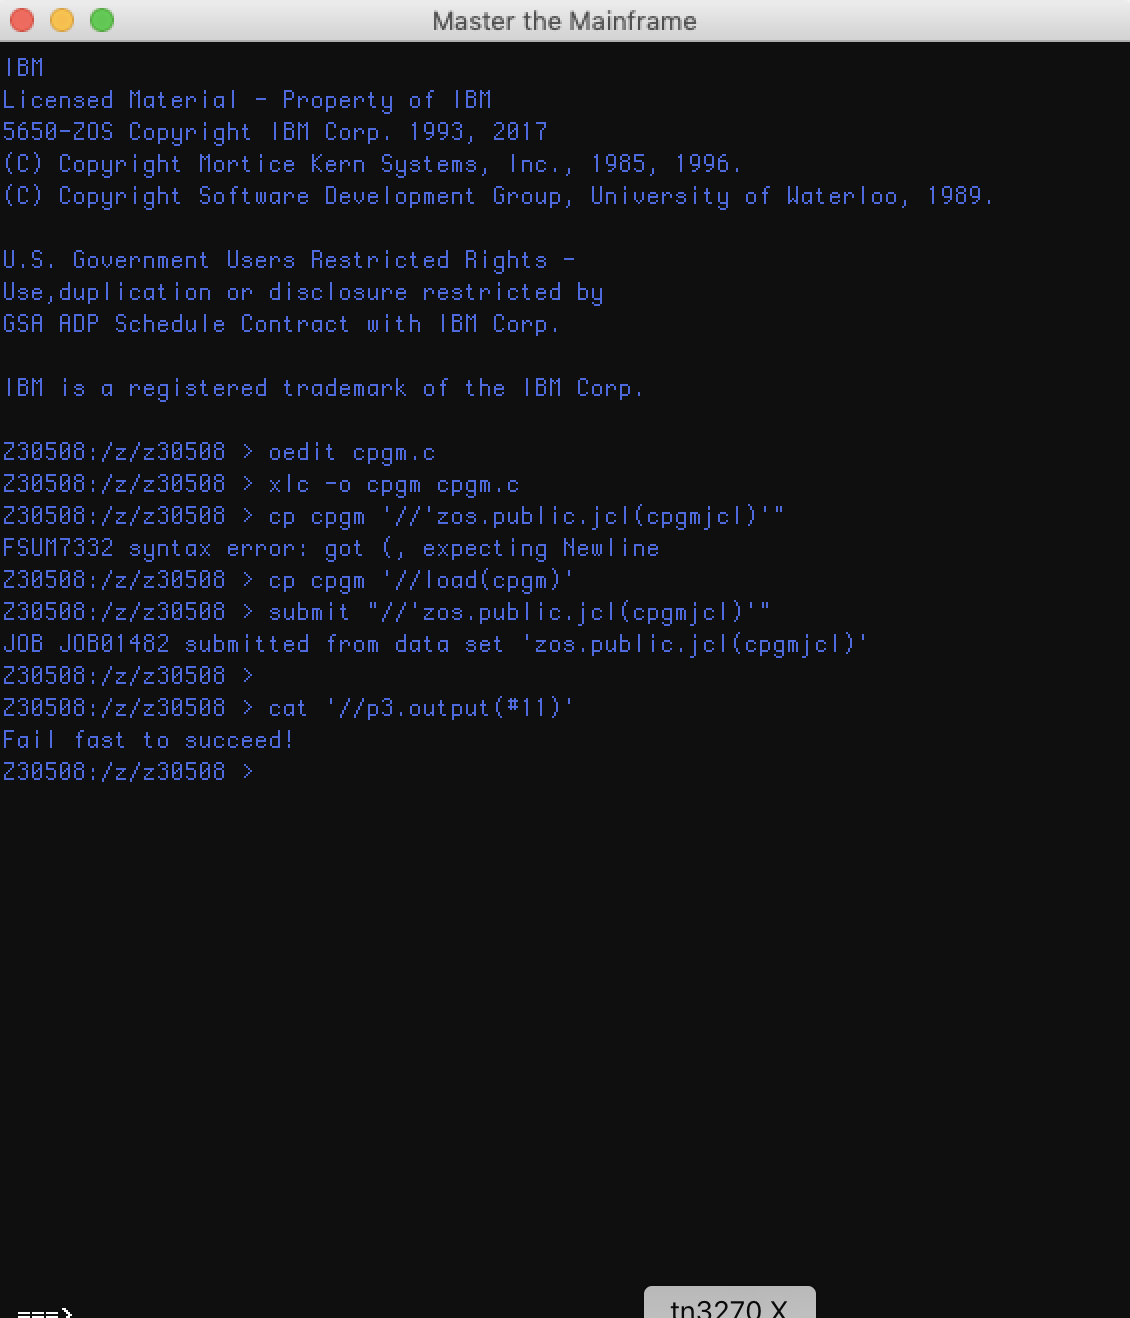 Master the Mainframe
IBM
Licensed Material - Property of IBM
5650-ZOS Copyright IBM Corp. 1993, 2017
(C) Copyright Mortice Kern Systems, Inc., 1985, 1996.
(C) Copyright Software Development Group, University of Waterloo, 1989.
U.S. Government Users Restricted Rights -
Use,duplication or disclosure restricted by
GSA ADP Schedule Contract with IBM Corp.
IBM is a registered trademark of the IBM Corp.
Z30508:/z/z30508 > oedit cpgm.c
Z30508:/z/z30508 > xlc -o cpgm cpgm.c
Z30508:/z/z30508 > cp cpgm '//'zos.public.jcl(cpgmjcl)'"
FSUM7332 syntax error: got (, expecting Newline
Z30508:/z/z30508 > cp cpgm '//load(cpgm)'
Z30508:/z/z30508 > submit "//'zos.public.jcl(cpgmjcl)'"
JOB JOB01482 submitted from data set 'zos.public.jcl(cpgmjcl)'
Z30508:/z/z30508 >
Z30508:/z/z30508 > cat '//p3.output(#11)'
Fail fast to succeed!
Z30508:/z/z30508 >
===>
tn3270 X